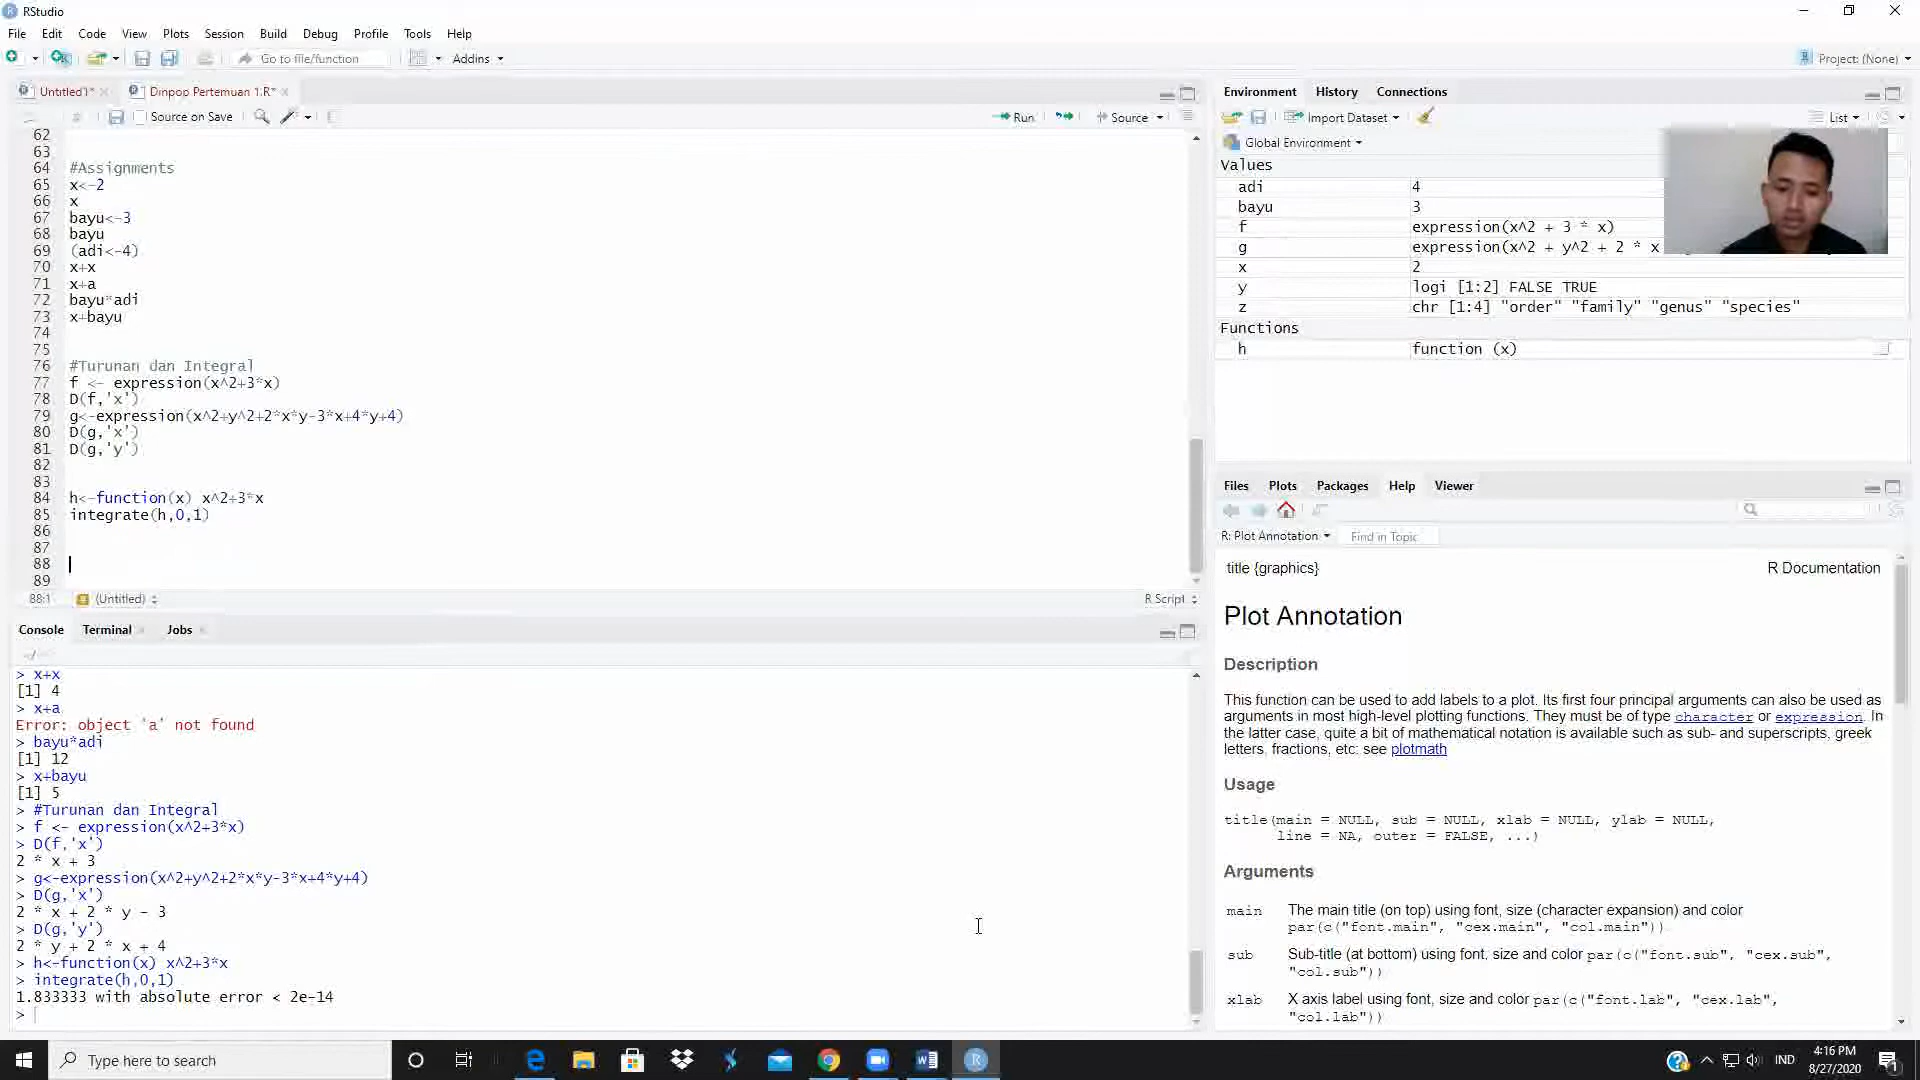 RStudio
File Edit Code View Plots Session Build Debug Profile Tools Help
Go to file/function Addins Project: (None)
Untitled1* Dinpop Pertemuan 1.R*
Source on Save Run Source
62
63
64 #Assignments
65 x<-2
66 x
67 bayu<-3
68 bayu
69 (adi<-4)
70 x+x
71 x+a
72 bayu*adi
73 x+bayu
74
75
76 #Turunan dan Integral
77 f <- expression(x^2+3*x)
78 D(f,'x')
79 g<-expression(x^2+y^2+2*x*y-3*x+4*y+4)
80 D(g,'x')
81 D(g,'y')
82
83
84 h<-function(x) x^2+3*x
85 integrate(h,0,1)
86
87
88
89
88:1 (Untitled) R Script
Console Terminal Jobs
~/
> x+x
[1] 4
> x+a
Error: object 'a' not found
> bayu*adi
[1] 12
> x+bayu
[1] 5
> #Turunan dan Integral
> f <- expression(x^2+3*x)
> D(f,'x')
2 * x + 3
> g<-expression(x^2+y^2+2*x*y-3*x+4*y+4)
> D(g,'x')
2 * x + 2 * y - 3
> D(g,'y')
2 * y + 2 * x + 4
> h<-function(x) x^2+3*x
> integrate(h,0,1)
1.833333 with absolute error < 2e-14
>
Environment History Connections
Import Dataset List
Global Environment
Values
adi 4
bayu 3
f expression(x^2 + 3 * x)
g expression(x^2 + y^2 + 2 * x
x 2
y logi [1:2] FALSE TRUE
z chr [1:4] "order" "family" "genus" "species"
Functions
h function (x)
Files Plots Packages Help Viewer
R: Plot Annotation Find in Topic
title {graphics} R Documentation
Plot Annotation
Description
This function can be used to add labels to a plot. Its first four principal arguments can also be used as
arguments in most high-level plotting functions. They must be of type character or expression. In
the latter case, quite a bit of mathematical notation is available such as sub- and superscripts, greek
letters, fractions, etc: see plotmath
Usage
title(main = NULL, sub = NULL, xlab = NULL, ylab = NULL,
line = NA, outer = FALSE, ...)
Arguments
main The main title (on top) using font, size (character expansion) and color
par(c("font.main", "cex.main", "col.main")).
sub Sub-title (at bottom) using font, size and color par(c("font.sub", "cex.sub",
"col.sub"))
xlab X axis label using font, size and color par(c("font.lab", "cex.lab",
"col.lab"))
Type here to search
IND
4:16 PM
8/27/2020